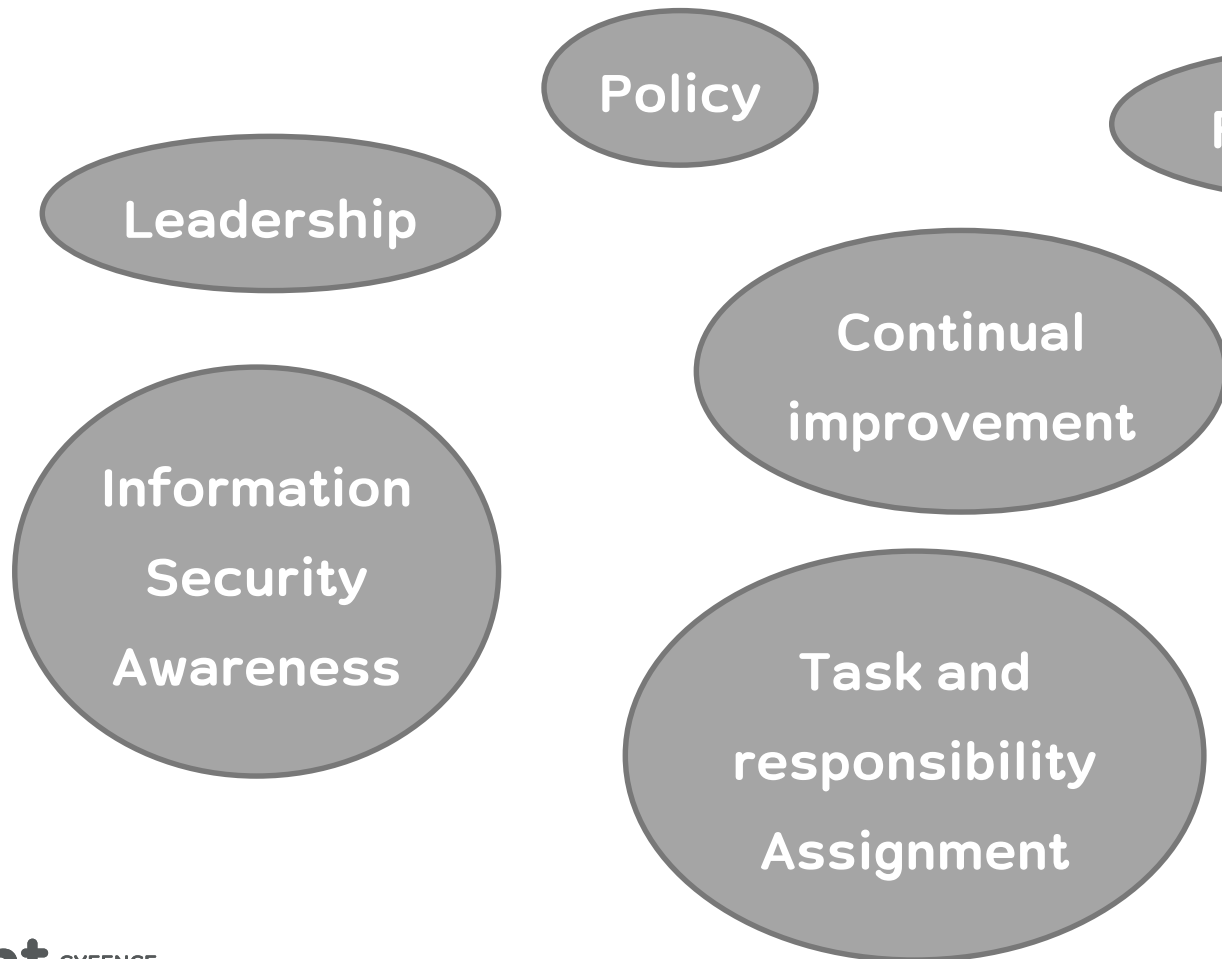 Policy
Leadership
Continual
improvement
Information
Security
Awareness
Task and
responsibility
Assignment